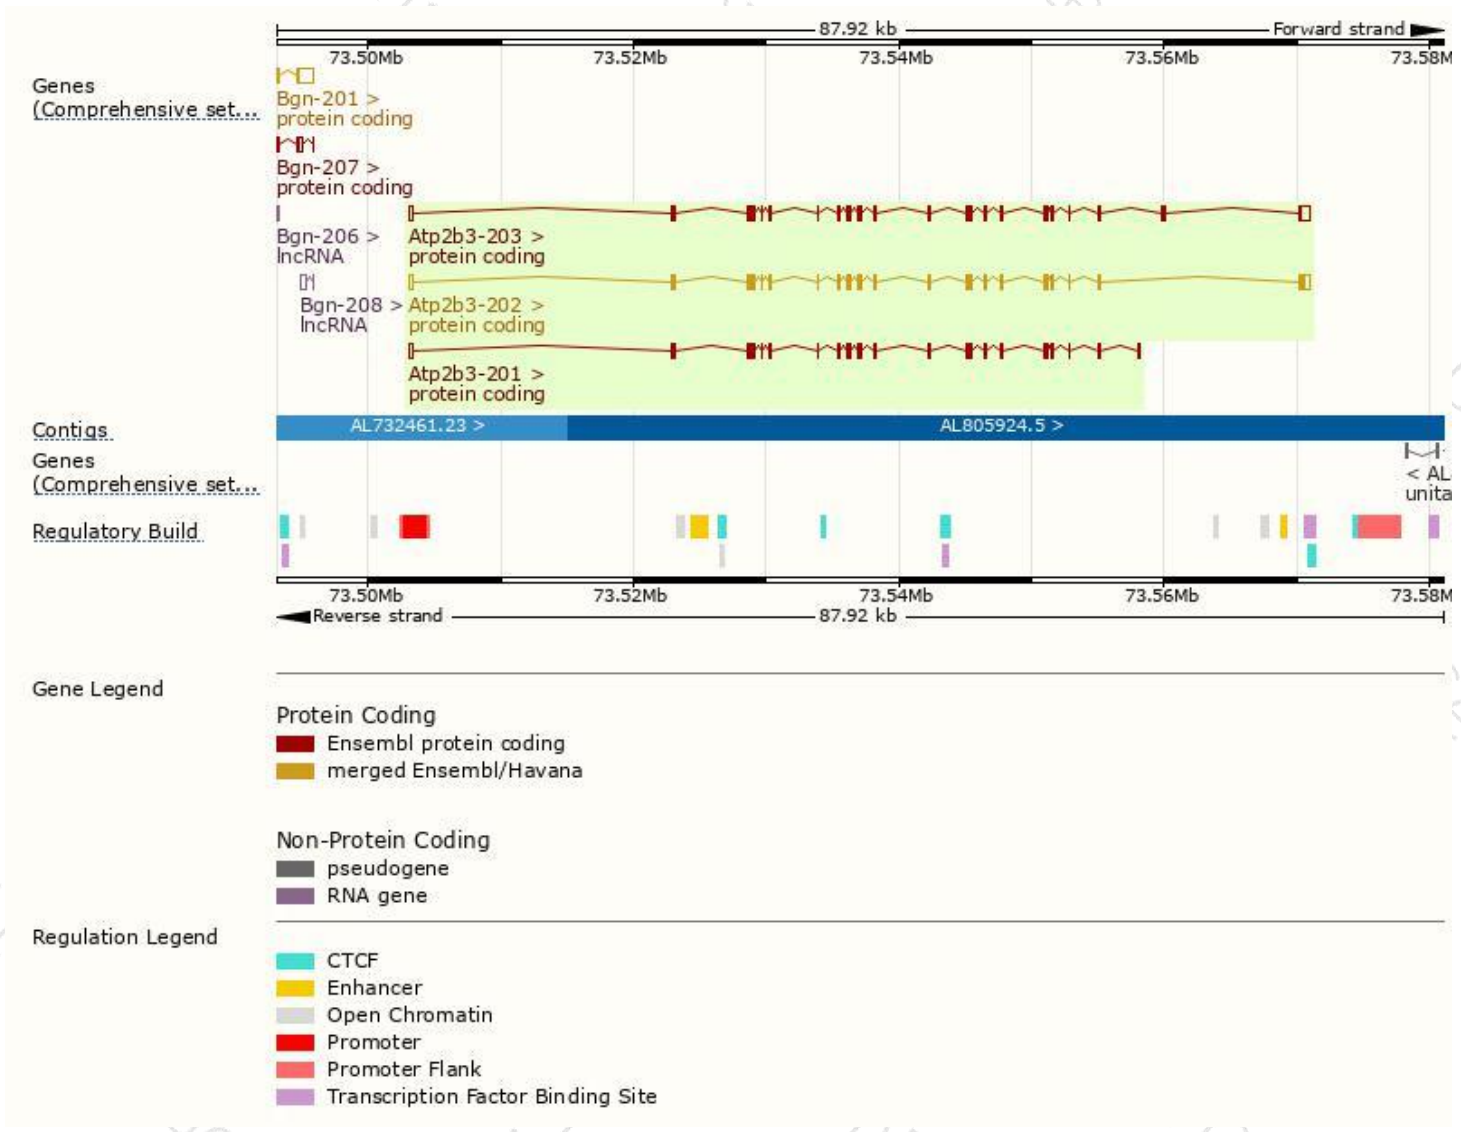 87.92 kb
Forward strand
73.50Mb 73.52Mb 73.54Mb 73.56Mb 73.58M
Genes
(Comprehensive set...
Bgn-201 >
protein coding
Bgn-207 >
protein coding
Bgn-206 >
lncRNA
Atp2b3-203 >
protein coding
Bgn-208 >
lncRNA
Atp2b3-202 >
protein coding
Atp2b3-201 >
protein coding
Contigs
AL732461.23 >
AL805924.5 >
Genes
(Comprehensive set...
< AL
unita
Regulatory Build
73.50Mb 73.52Mb 73.54Mb 73.56Mb 73.58M
Reverse strand
87.92 kb
Gene Legend
Protein Coding
Ensembl protein coding
merged Ensembl/Havana
Non-Protein Coding
pseudogene
RNA gene
Regulation Legend
CTCF
Enhancer
Open Chromatin
Promoter
Promoter Flank
Transcription Factor Binding Site